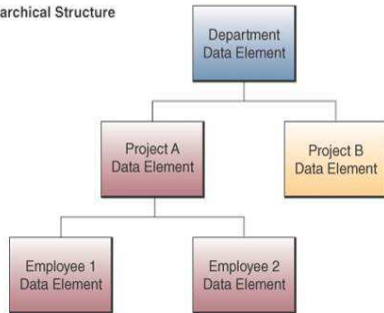 archical Structure
Department
Data Element
Project A
Data Element
Project B
Data Element
Employee 1
Data Element
Employee 2
Data Element